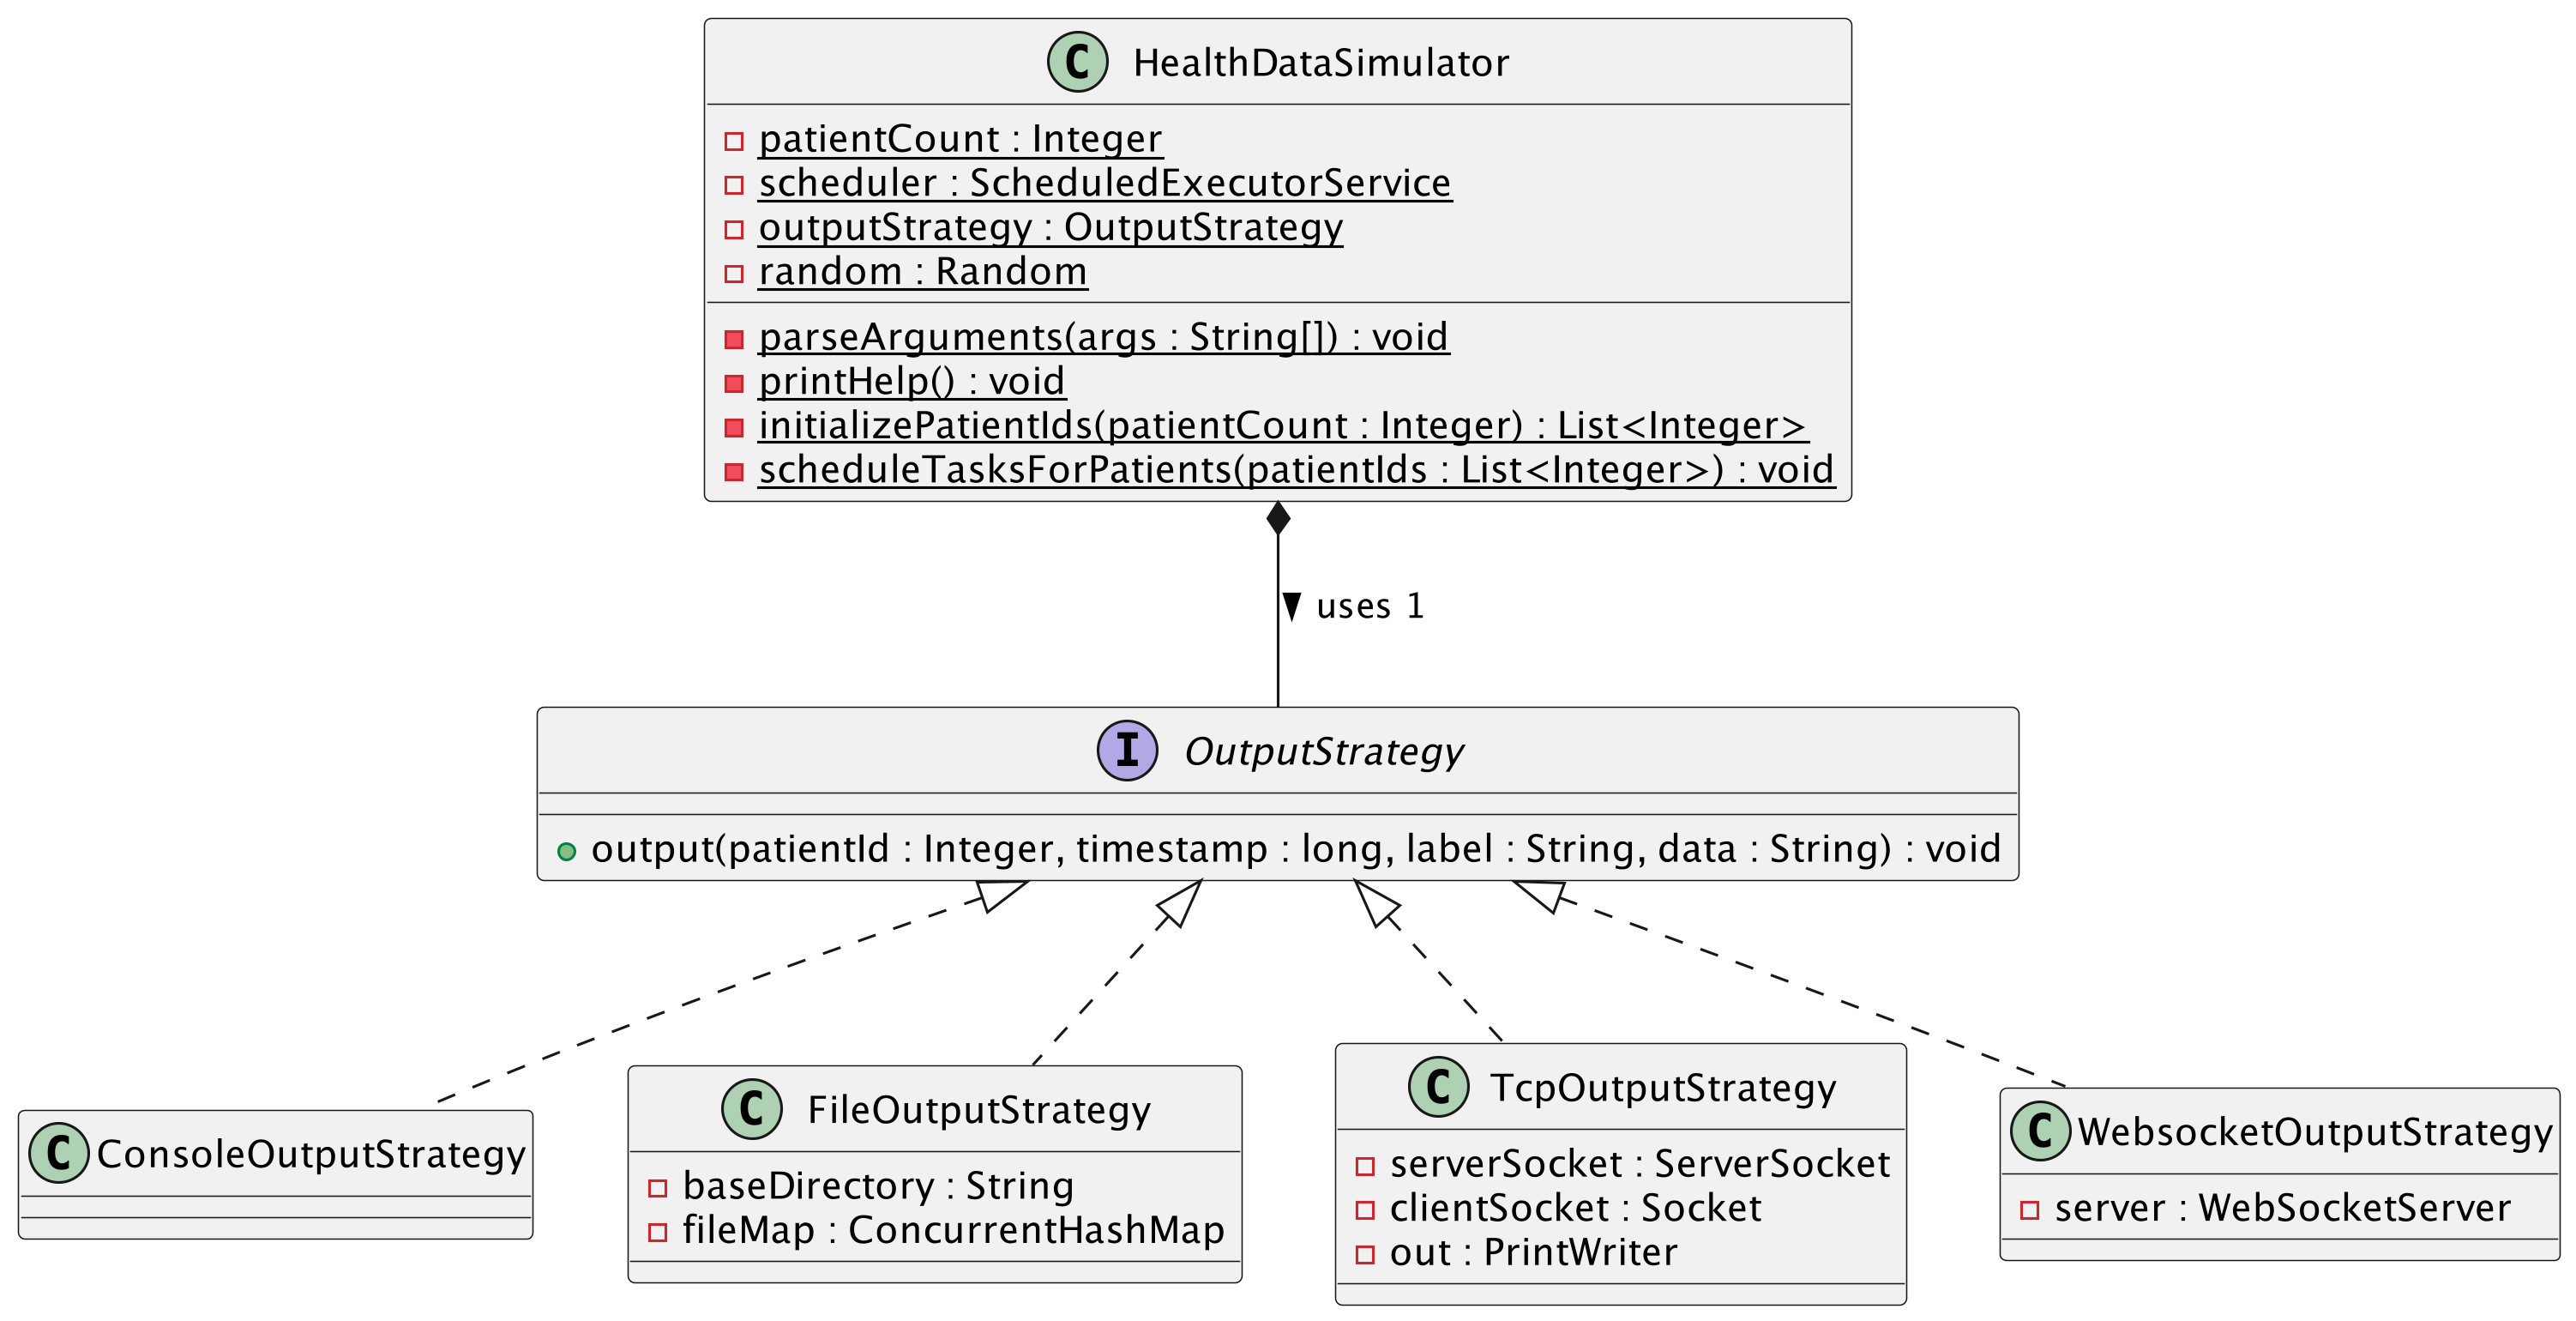 C HealthDataSimulator
patientCount : Integer
scheduler : ScheduledExecutorService
outputStrategy : OutputStrategy
random : Random
parseArguments(args : String[]) : void
printHelp() : void
initializePatientIds(patientCount : Integer) : List<Integer>
scheduleTasksForPatients(patientIds : List<Integer>) : void
uses 1
I OutputStrategy
output(patientId : Integer, timestamp : long, label : String, data : String) : void
C ConsoleOutputStrategy
C FileOutputStrategy
baseDirectory : String
fileMap : ConcurrentHashMap
C TcpOutputStrategy
serverSocket : ServerSocket
clientSocket : Socket
out : PrintWriter
C WebsocketOutputStrategy
server : WebSocketServer